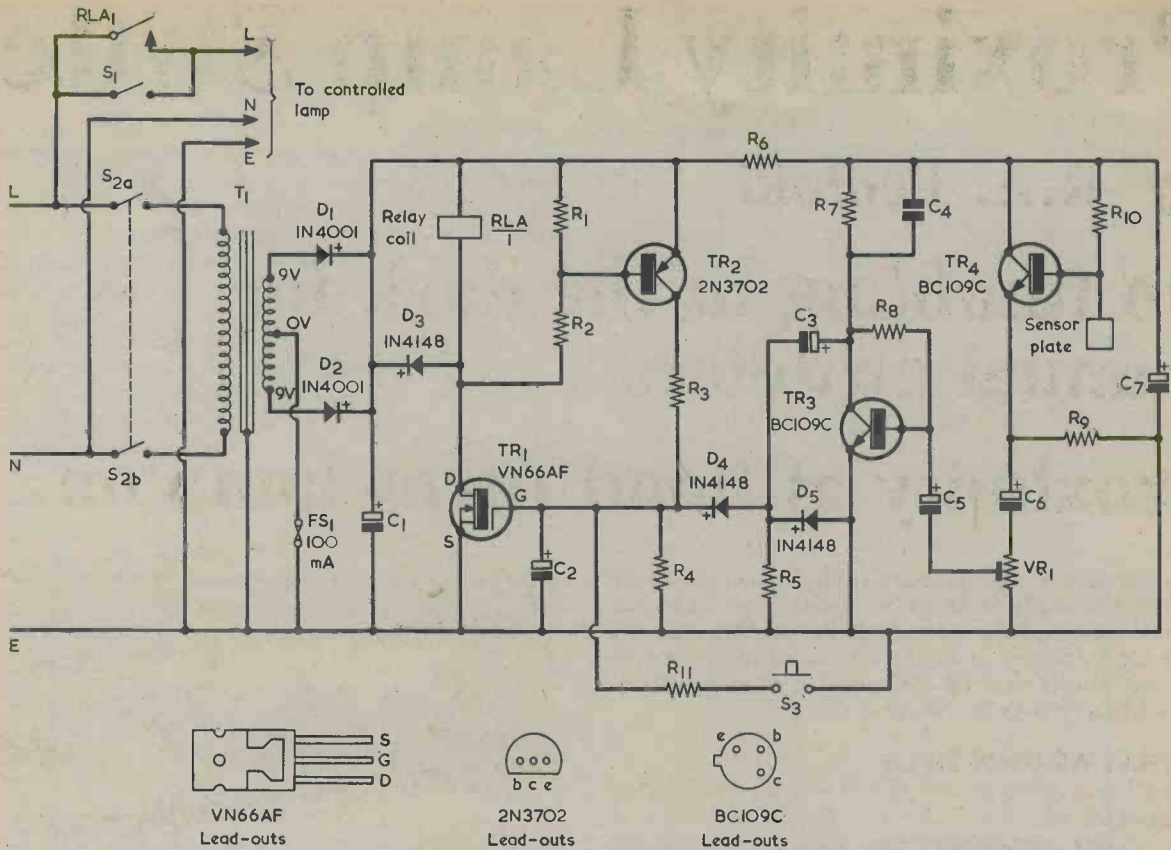 RLA1
L
S1
To controlled
lamp
N
E
S2a
L
T1
D1
1N4001
9V
0V
9V
D2
1N4001
D3
1N4148
Relay
coil
RLA
1
R1
R2
TR2
2N3702
R3
R6
R7
C4
C3
R8
TR3
BC109C
TR4
BC109C
R10
Sensor
plate
C7
R9
N
S2b
FS1
100
mA
C1
TR1
VN66AF
D
G
S
C2
R4
D4
1N4148
D5
1N4148
R5
C5
C6
VR1
E
R11
S3
S
G
D
VN66AF
Lead-outs
b c e
2N3702
Lead-outs
e
b
c
BC109C
Lead-outs